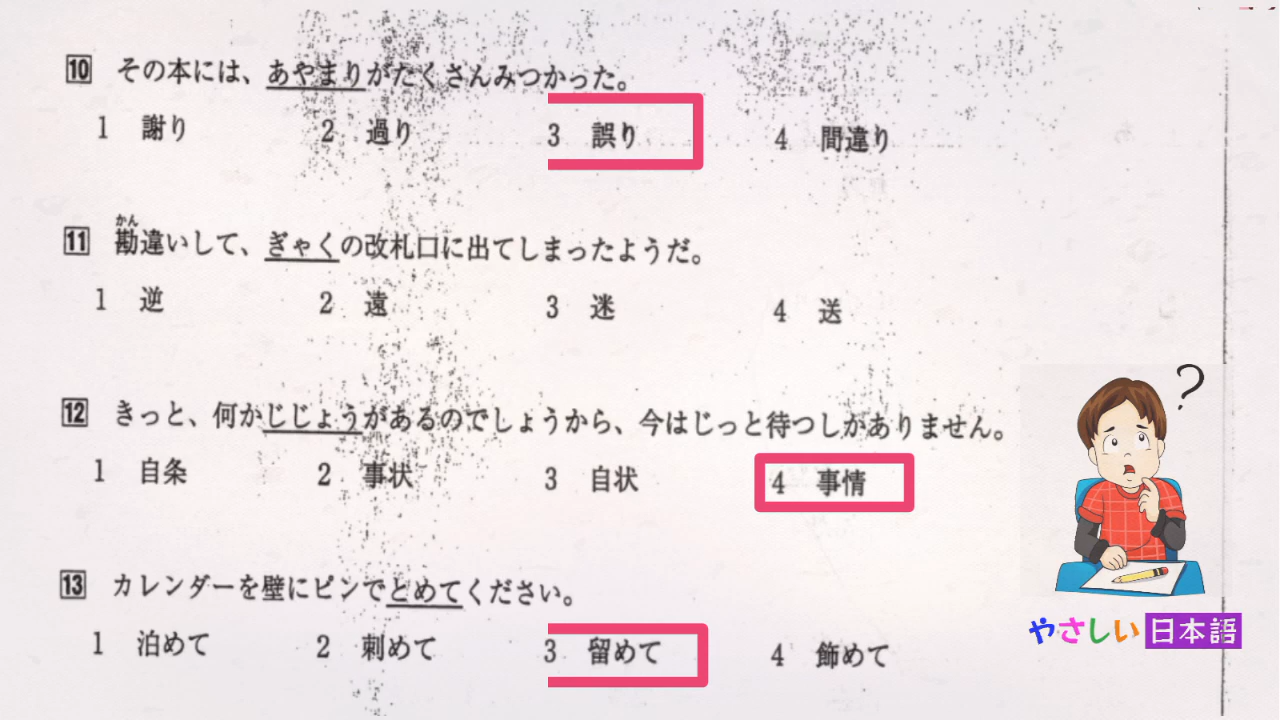 10 その本には、あやまりがたくさんみつかった。
1 謝り 2 過り 3 誤り 4 間違り
かん
11 勘違いして、ぎゃくの改札口に出てしまったようだ。
1 逆 2 遠 3 迷 4 送
12 きっと、何かじじょうがあるのでしょうから、今はじっと待つしかありません。
1 自条 2 事状 3 自状 4 事情
13 カレンダーを壁にピンでとめてください。
1 泊めて 2 刺めて 3 留めて 4 飾めて
?
やさしい日本語